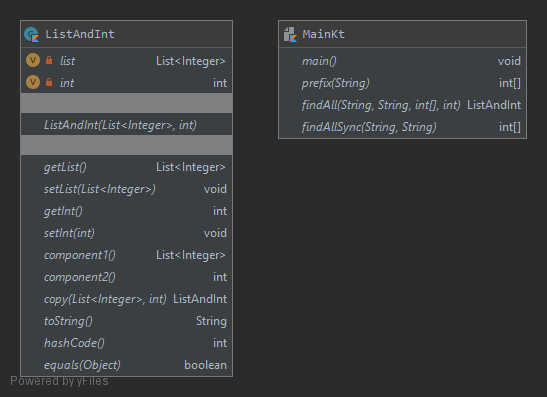 ListAndInt
list List<Integer>
int int
ListAndInt(List<Integer>, int)
getList() List<Integer>
setList(List<Integer>) void
getInt() int
setInt(int) void
component1() List<Integer>
component2() int
copy(List<Integer>, int) ListAndInt
toString() String
hashCode() int
equals(Object) boolean
Powered by yFiles
MainKt
main() void
prefix(String) int[]
findAll(String, String, int[], int) ListAndInt
findAllSync(String, String) int[]